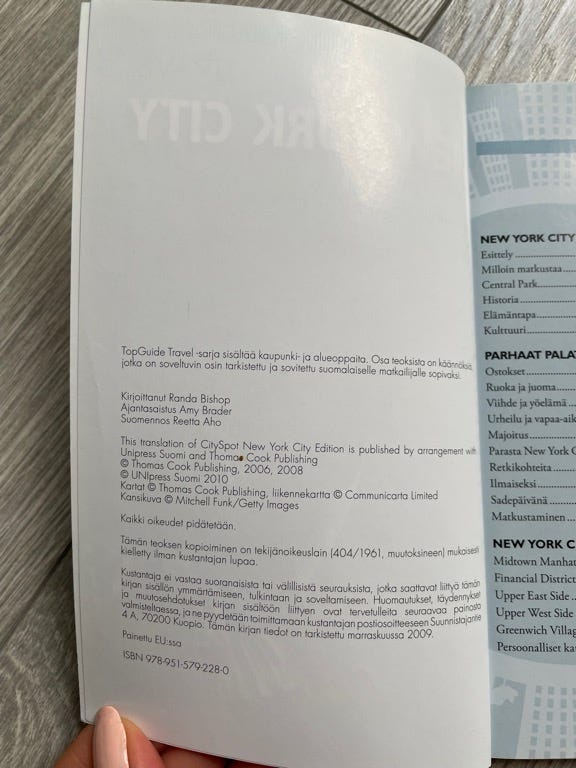 TopGuide Travel -sarja sisältää kaupunki- ja alueoppaita. Osa teoksista on käännöksiä,
jotka on soveltuvin osin tarkistettu ja sovitettu suomalaiselle matkailijalle sopivaksi.
Kirjoittanut Randa Bishop
Ajantasaistus Amy Brader
Suomennos Reetta Aho
This translation of CitySpot New York City Edition is published by arrangement with
Unipress Suomi and Thomas Cook Publishing
© Thomas Cook Publishing, 2006, 2008
© UNIpress Suomi 2010
Kartat © Thomas Cook Publishing, liikennekartta © Communicarta Limited
Kansikuva © Mitchell Funk/Getty Images
Kaikki oikeudet pidätetään.
Tämän teoksen kopioiminen on tekijänoikeuslain (404/1961, muutoksineen) mukaisesti
kielletty ilman kustantajan lupaa.
Kustantaja ei vastaa suoranaisista tai välillisistä seurauksista, jotka saattavat liittyä tämän
kirjan sisällön ymmärtämiseen, tulkintaan ja soveltamiseen. Huomautukset, täydennykset
ja muutosehdotukset kirjan sisältöön liittyen ovat tervetulleita seuraavaa painosta
valmisteltaessa, ja ne pyydetään toimittamaan kustantajan postiosoitteeseen Suunnistajantie
4 A, 70200 Kuopio. Tämän kirjan tiedot on tarkistettu marraskuussa 2009.
Painettu EU:ssa
ISBN 978-951-579-228-0
NEW YORK CITY
Esittely
Milloin matkustaa
Central Park
Historia
Elämäntapa
Kulttuuri
PARHAAT
Ostokset
Ruoka ja juoma
Viihde ja yöelämä
Urheilu ja vapaa-aik
Majoitus
Parasta New York C
Retkikohteita
Ilmaiseksi
Sadepäivänä
Matkustaminen
NEW YORK C
Midtown Manhat
Financial District
Upper East Side
Upper West Side
Greenwich Villag
Persoonalliset ka